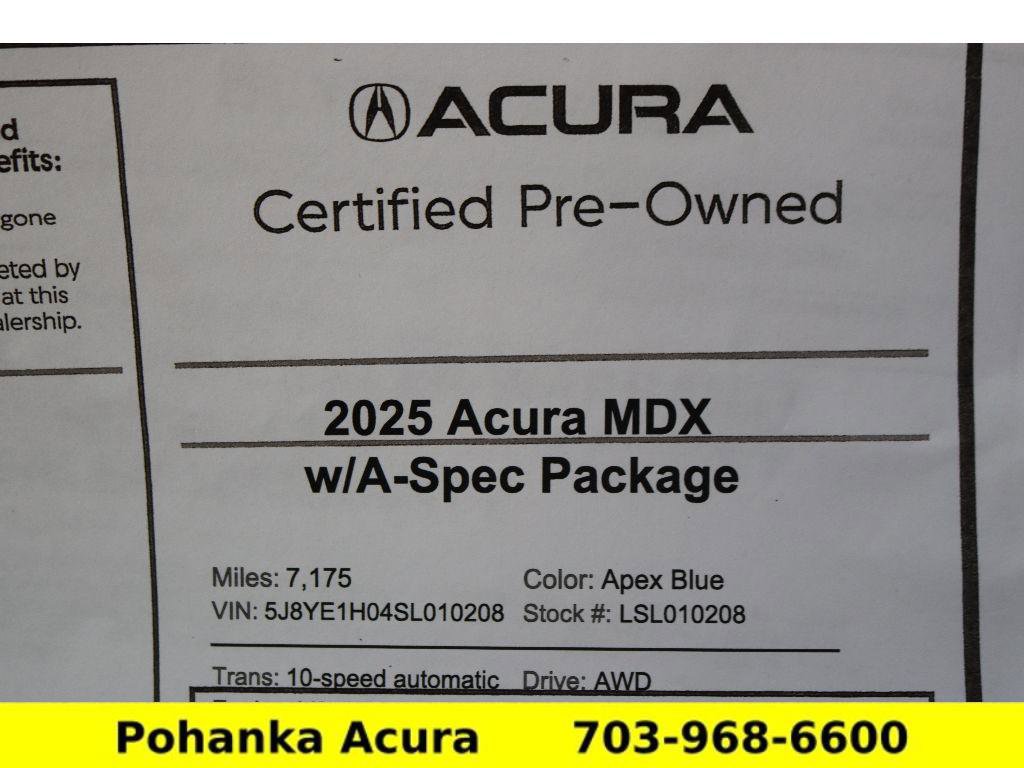 d
efits:
gone
eted by
at this
alership.
ACURA
Certified Pre-Owned
2025 Acura MDX
w/A-Spec Package
Miles: 7,175 Color: Apex Blue
VIN: 5J8YE1H04SL010208 Stock #: LSL010208
Trans: 10-speed automatic Drive: AWD
Pohanka Acura 703-968-6600